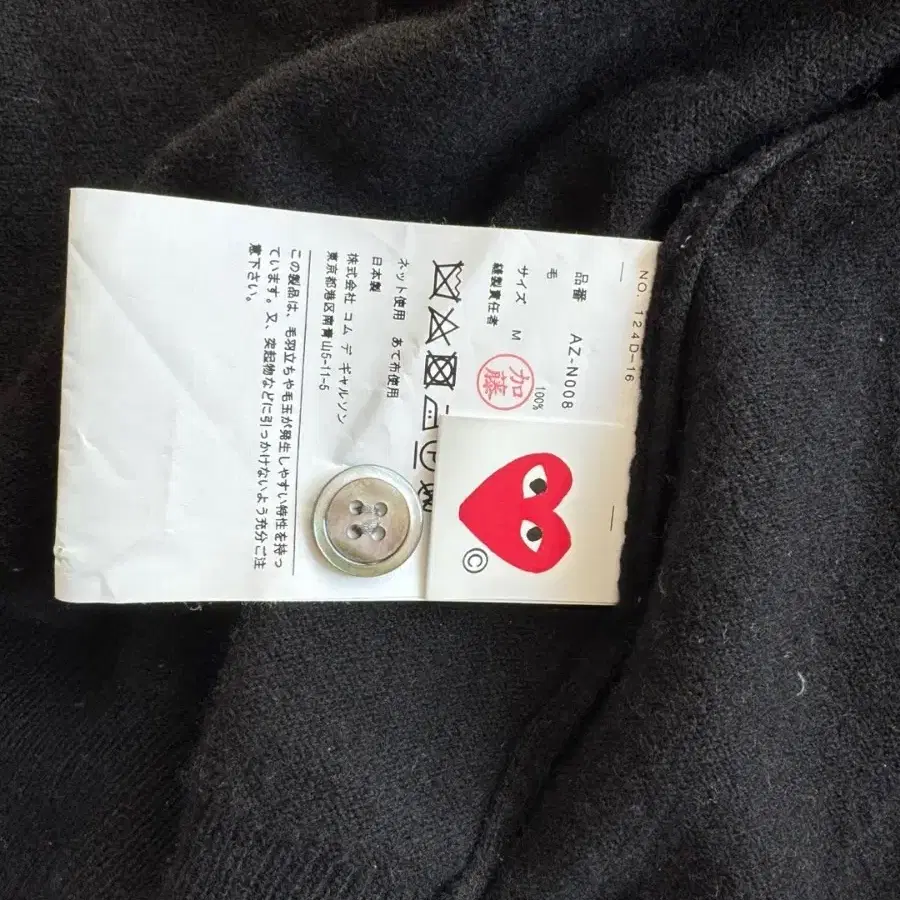 NO. 124D-16
品番 AZ-N008
毛 100%
サイズ M
縫製責任者 加藤
ネット使用 あて布使用
日本製
株式会社 コム デ ギャルソン
東京都港区南青山5-11-5
この製品は、毛羽立ちや毛玉が発生しやすい特性を持っ
ています。又、突起物などに引っかけないよう充分ご注
意下さい。
©